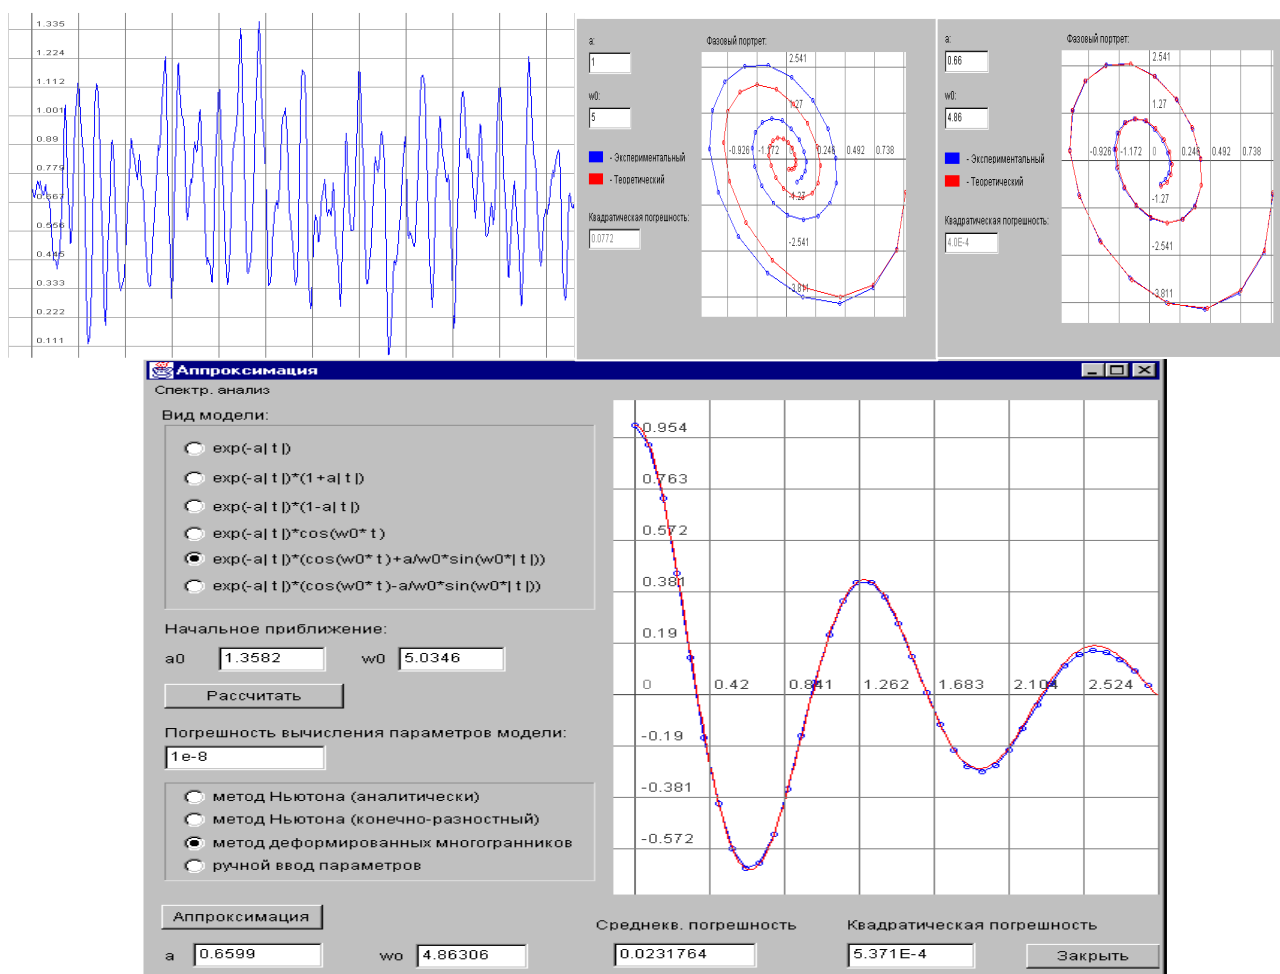 1.335
1.224
1.112
1.001
0.89
0.779
0.667
0.556
0.445
0.333
0.222
0.111
a:
1
w0:
5
- Экспериментальный
- Теоретический
Квадратическая погрешность:
0.0772
Фазовый портрет:
2.541
1.27
-0.926 -1.172 0.246 0.492 0.738
-1.27
-2.541
-3.811
a:
0.66
w0:
4.86
- Экспериментальный
- Теоретический
Квадратическая погрешность:
4.0E-4
Фазовый портрет:
2.541
1.27
-0.926 -1.172 0 0.246 0.492 0.738
-1.27
-2.541
-3.811
Аппроксимация
Спектр. анализ
Вид модели:
exp(-a| t |)
exp(-a| t |)*(1+a| t |)
exp(-a| t |)*(1-a| t |)
exp(-a| t |)*cos(w0* t )
exp(-a| t |)*(cos(w0* t )+a/w0*sin(w0*| t |))
exp(-a| t |)*(cos(w0* t )-a/w0*sin(w0*| t |))
Начальное приближение:
a0 1.3582 w0 5.0346
Рассчитать
Погрешность вычисления параметров модели:
1e-8
метод Ньютона (аналитически)
метод Ньютона (конечно-разностный)
метод деформированных многогранников
ручной ввод параметров
Аппроксимация
a 0.6599 wo 4.86306
0.954
0.763
0.572
0.381
0.19
0 0.42 0.841 1.262 1.683 2.104 2.524
-0.19
-0.381
-0.572
Среднекв. погрешность
0.0231764
Квадратическая погрешность
5.371E-4
Закрыть